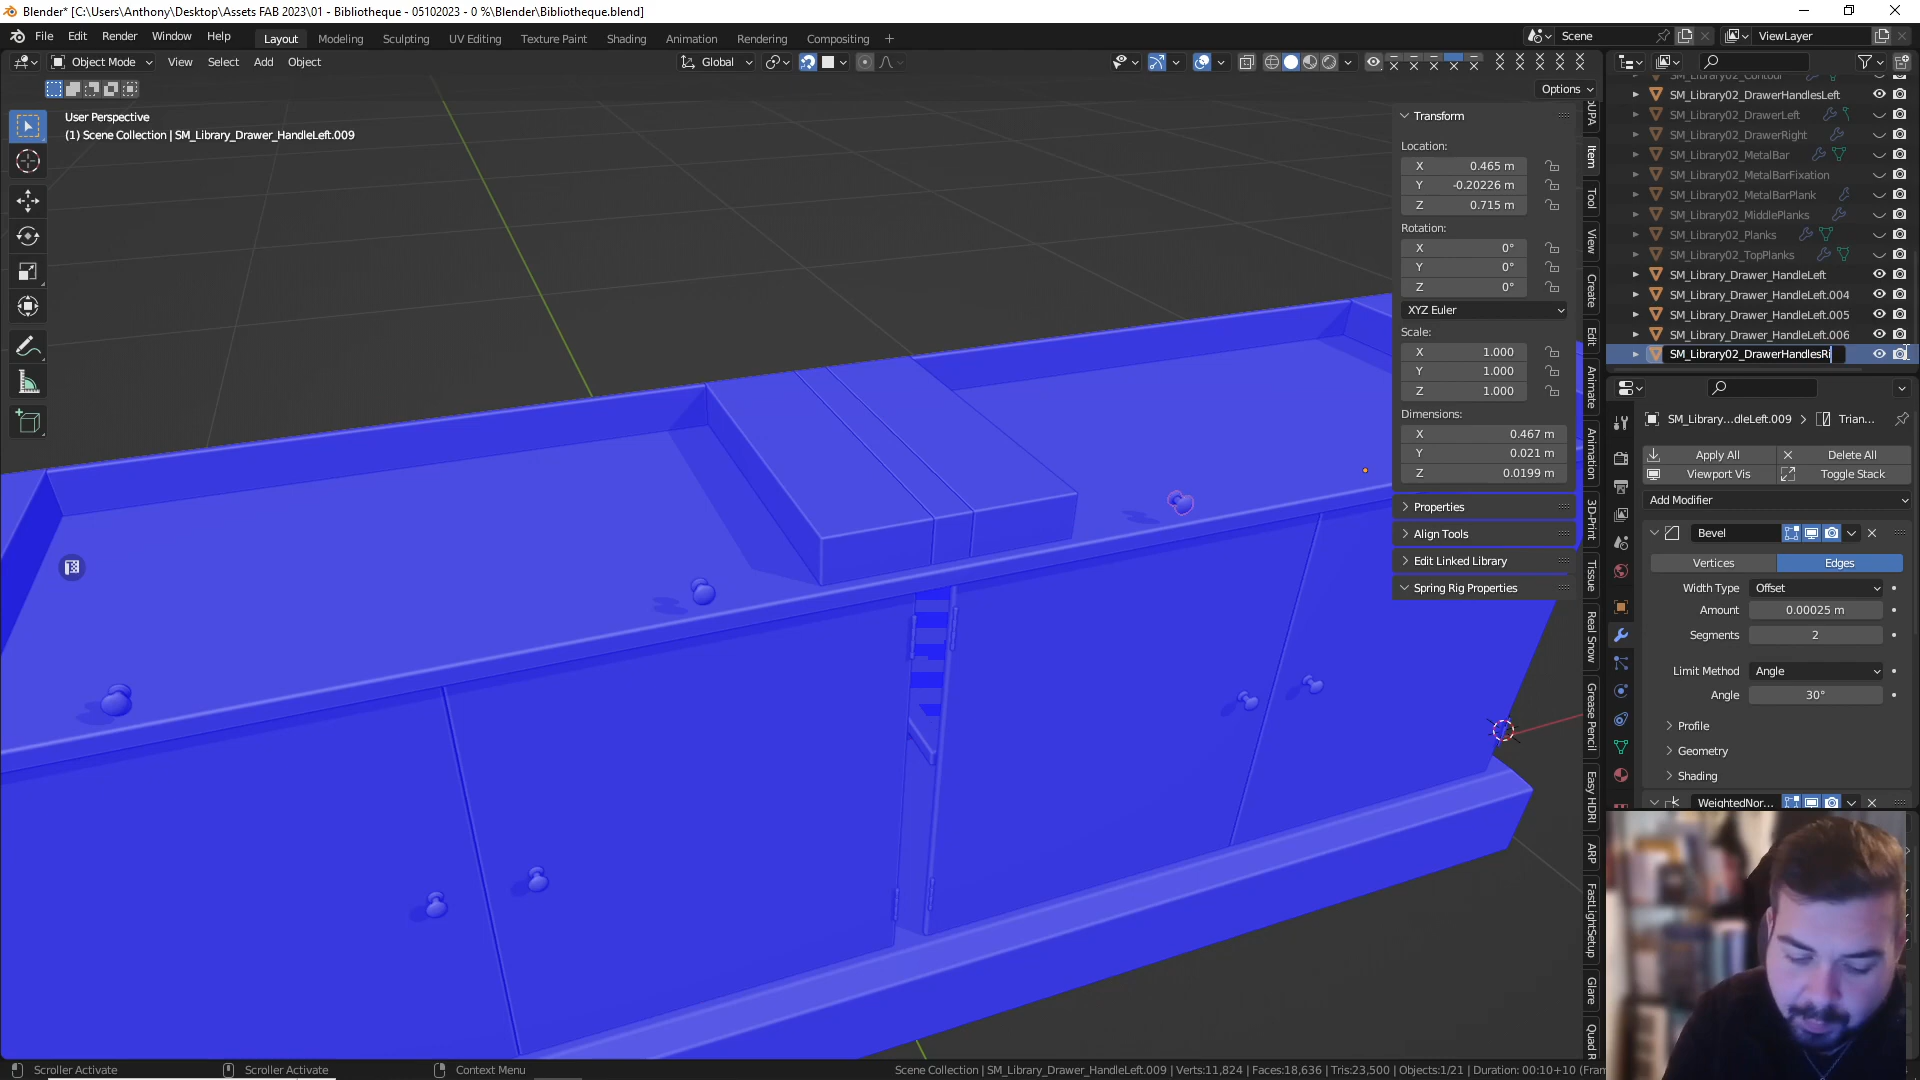 Blender* [C:\Users\Anthony\Desktop\Assets FAB 2023\01 - Bibliotheque - 05102023 - 0 %\Blender\Bibliotheque.blend]
File Edit Render Window Help Layout Modeling Sculpting UV Editing Texture Paint Shading Animation Rendering Compositing Scene ViewLayer
Object Mode View Select Add Object Global
Options
User Perspective
(1) Scene Collection | SM_Library_Drawer_HandleLeft.009
Transform
Location:
X 0.465 m
Y -0.20226 m
Z 0.715 m
Rotation:
X 0°
Y 0°
Z 0°
XYZ Euler
Scale:
X 1.000
Y 1.000
Z 1.000
Dimensions:
X 0.467 m
Y 0.021 m
Z 0.0199 m
Properties
Align Tools
Edit Linked Library
Spring Rig Properties
Item
Tool
View
Create
Edit
Animate
Animation
3D-Print
Tissue
Real Snow
Grease Pencil
Easy HDRI
ARP
FastLightSetup
Glare
Quad R
SM_Library02_Contour
SM_Library02_DrawerHandlesLeft
SM_Library02_DrawerLeft
SM_Library02_DrawerRight
SM_Library02_MetalBar
SM_Library02_MetalBarFixation
SM_Library02_MetalBarPlank
SM_Library02_MiddlePlanks
SM_Library02_Planks
SM_Library02_TopPlanks
SM_Library_Drawer_HandleLeft
SM_Library_Drawer_HandleLeft.004
SM_Library_Drawer_HandleLeft.005
SM_Library_Drawer_HandleLeft.006
SM_Library02_DrawerHandlesRi
SM_Library...dleLeft.009 Trian...
Apply All Delete All
Viewport Vis Toggle Stack
Add Modifier
Bevel
Vertices Edges
Width Type Offset
Amount 0.00025 m
Segments 2
Limit Method Angle
Angle 30°
Profile
Geometry
Shading
WeightedNor...
Scroller Activate Scroller Activate Context Menu Scene Collection | SM_Library_Drawer_HandleLeft.009 | Verts:11,824 | Faces:18,636 | Tris:23,500 | Objects:1/21 | Duration: 00:10+10 (Fram